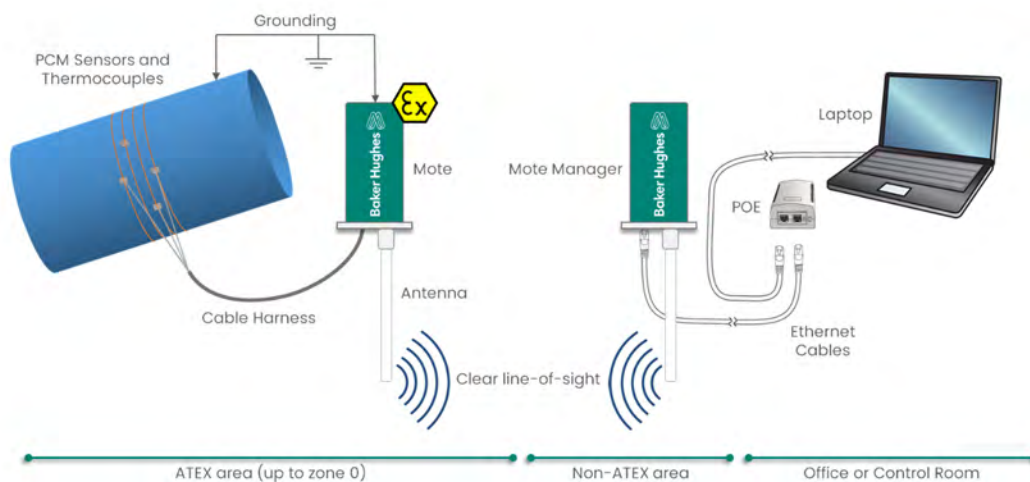 Grounding
PCM Sensors and
Thermocouples
Ex
Baker Hughes
Mote
Mote Manager
Baker Hughes
Laptop
POE
Antenna
Cable Harness
Clear line-of-sight
Ethernet
Cables
ATEX area (up to zone 0)
Non-ATEX area
Office or Control Room